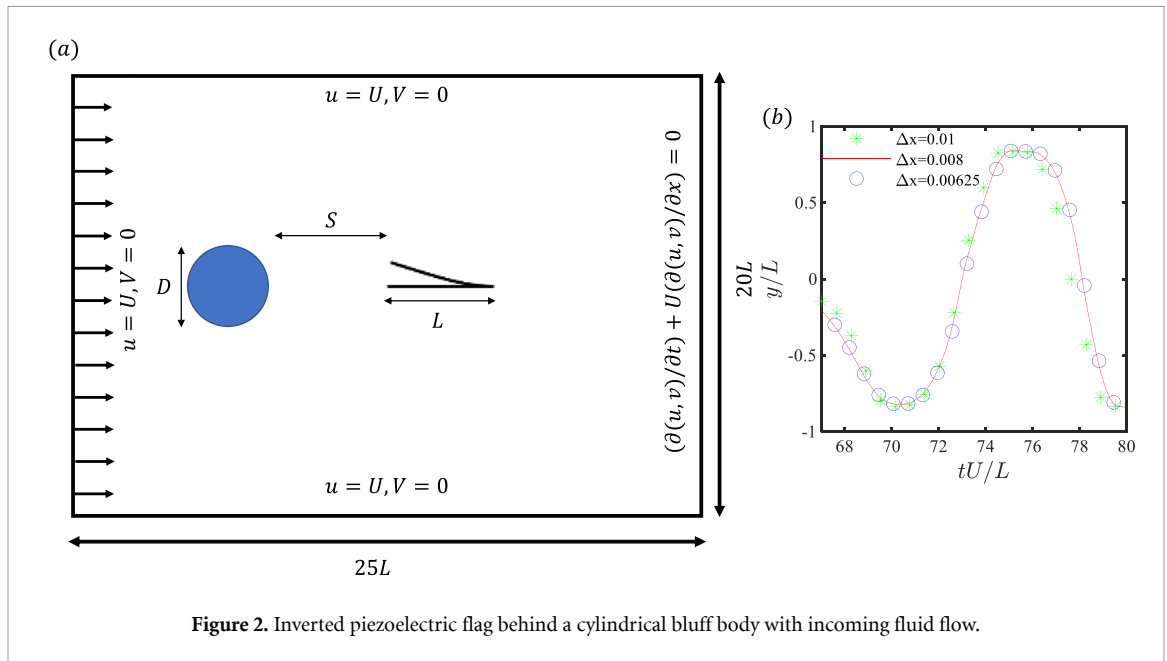 (a)
u = U, V = 0
u = U, V = 0
D
S
L
(∂(u,v)/∂t) + U(∂(u,v)/∂x) = 0
u = U, V = 0
20L
25L
(b)
1
0.5
0
-0.5
-1
Δx=0.01
Δx=0.008
Δx=0.00625
y/L
68 70 72 74 76 78 80
tU/L
Figure 2. Inverted piezoelectric flag behind a cylindrical bluff body with incoming fluid flow.